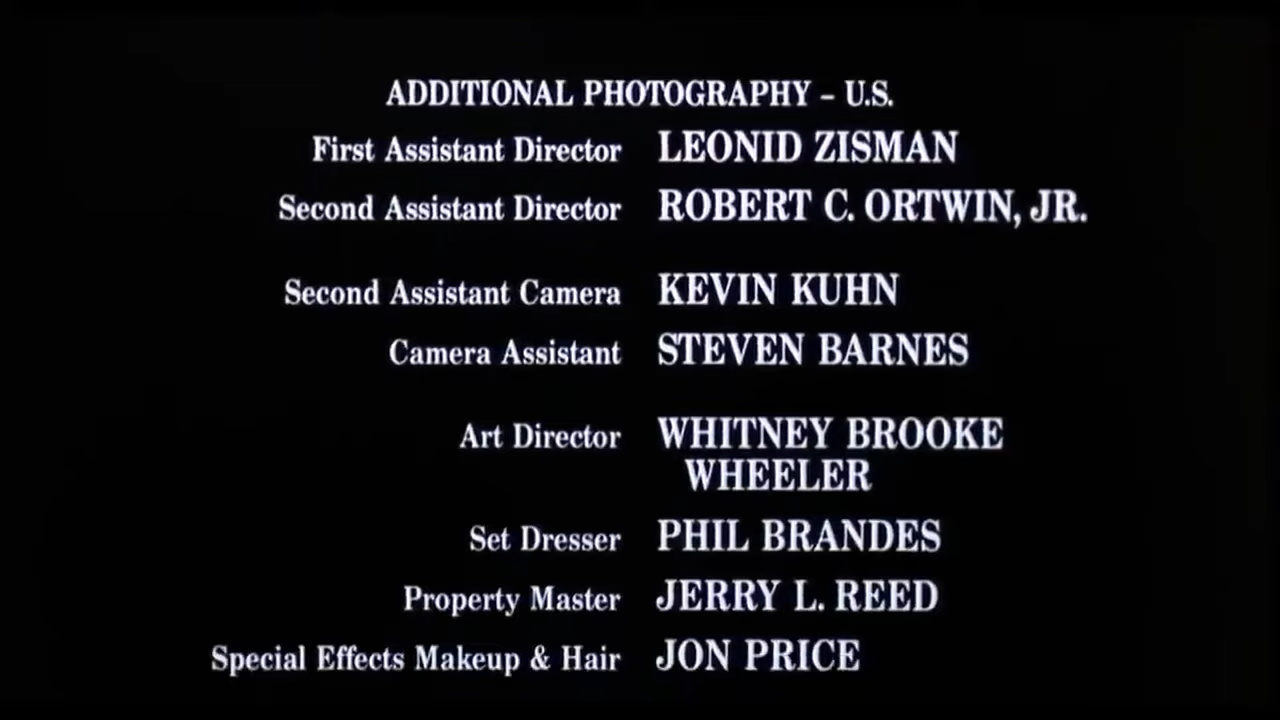 ADDITIONAL PHOTOGRAPHY – U.S.
First Assistant Director LEONID ZISMAN
Second Assistant Director ROBERT C. ORTWIN, JR.
Second Assistant Camera KEVIN KUHN
Camera Assistant STEVEN BARNES
Art Director WHITNEY BROOKE
WHEELER
Set Dresser PHIL BRANDES
Property Master JERRY L. REED
Special Effects Makeup & Hair JON PRICE